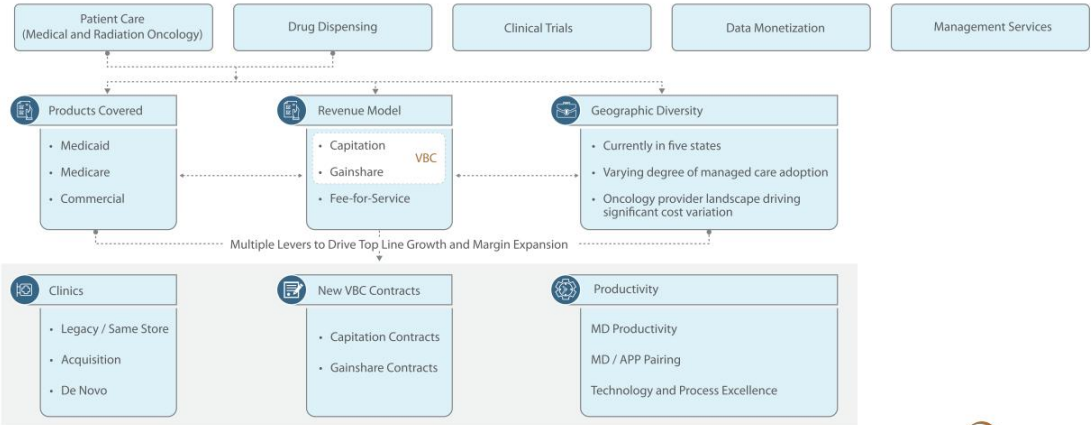 Patient Care
(Medical and Radiation Oncology)
Drug Dispensing
Clinical Trials
Data Monetization
Management Services
Products Covered
• Medicaid
• Medicare
• Commercial
Revenue Model
• Capitation
• Gainshare
VBC
• Fee-for-Service
Geographic Diversity
• Currently in five states
• Varying degree of managed care adoption
• Oncology provider landscape driving
significant cost variation
Multiple Levers to Drive Top Line Growth and Margin Expansion
Clinics
• Legacy / Same Store
• Acquisition
• De Novo
New VBC Contracts
• Capitation Contracts
• Gainshare Contracts
Productivity
MD Productivity
MD / APP Pairing
Technology and Process Excellence